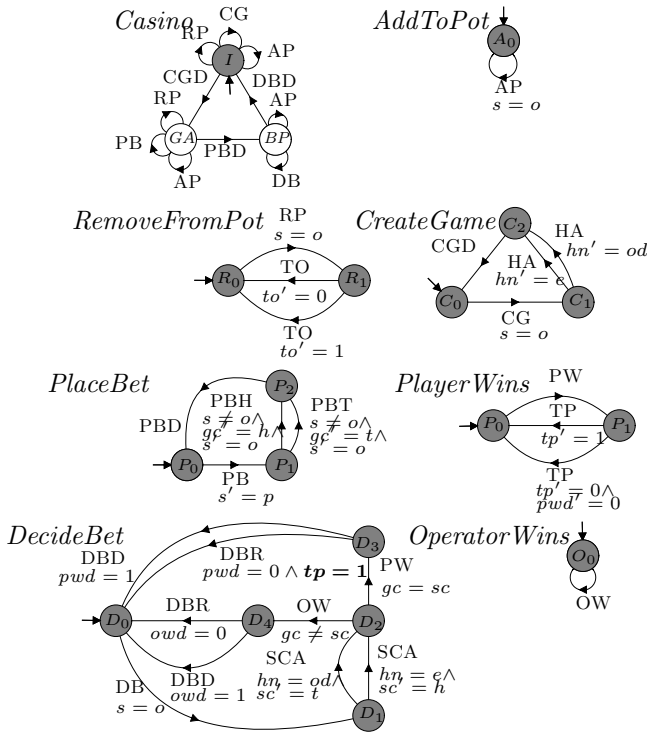 Casino
CG
RP
I
AP
CGD
DBD
RP
AP
PB
GA
BP
PBD
AP
DB
AddToPot
A0
AP
s = o
RemoveFromPot
RP
s = o
R0
TO
R1
to′ = 0
TO
to′ = 1
CreateGame
C2
HA
hn′ = od
CGD
HA
hn′ = e
C0
C1
CG
s = o
PlaceBet
P2
PBH
s ≠ o∧
gc′ = h∧
s′ = o
PBT
s ≠ o∧
gc′ = t∧
s′ = o
PBD
P0
P1
PB
s′ = p
PlayerWins
PW
P0
TP
P1
tp′ = 1
TP
tp′ = 0∧
pwd′ = 0
DecideBet
D3
DBD
pwd = 1
DBR
pwd = 0 ∧ tp = 1
PW
gc = sc
D0
DBR
owd = 0
D4
OW
gc ≠ sc
D2
DBD
owd = 1
SCA
hn = od∧
sc′ = t
SCA
hn = e∧
sc′ = h
DB
s = o
D1
OperatorWins
O0
OW